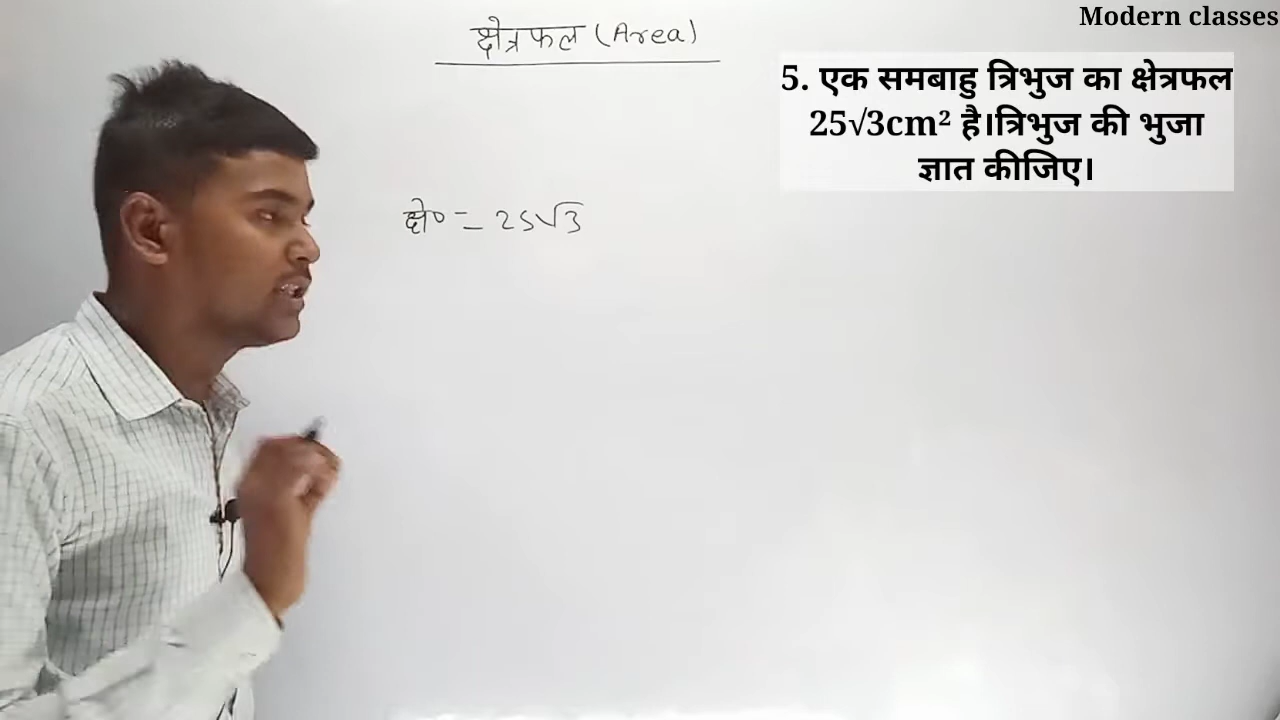 Modern classes
क्षेत्रफल (Area)
5. एक समबाहु त्रिभुज का क्षेत्रफल
25√3cm² है।त्रिभुज की भुजा
ज्ञात कीजिए।
क्षे० = 25√3